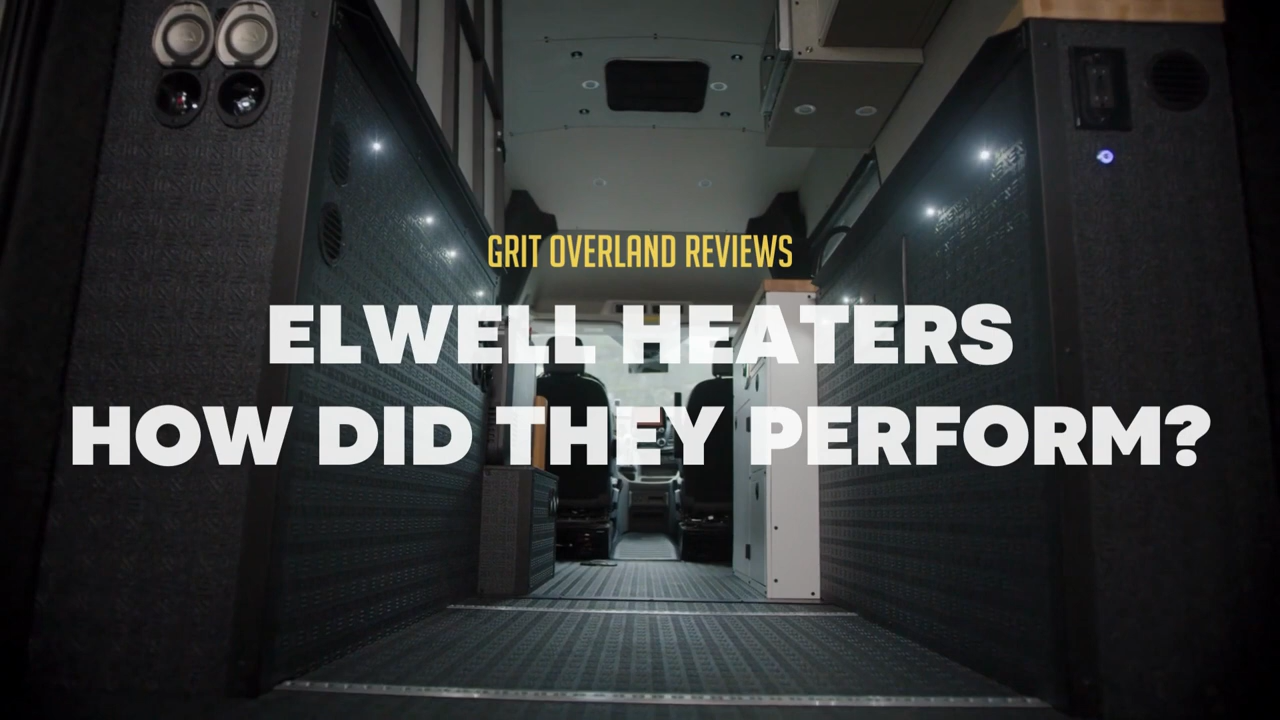 GRIT OVERLAND REVIEWS
ELWELL HEATERS
HOW DID THEY PERFORM?